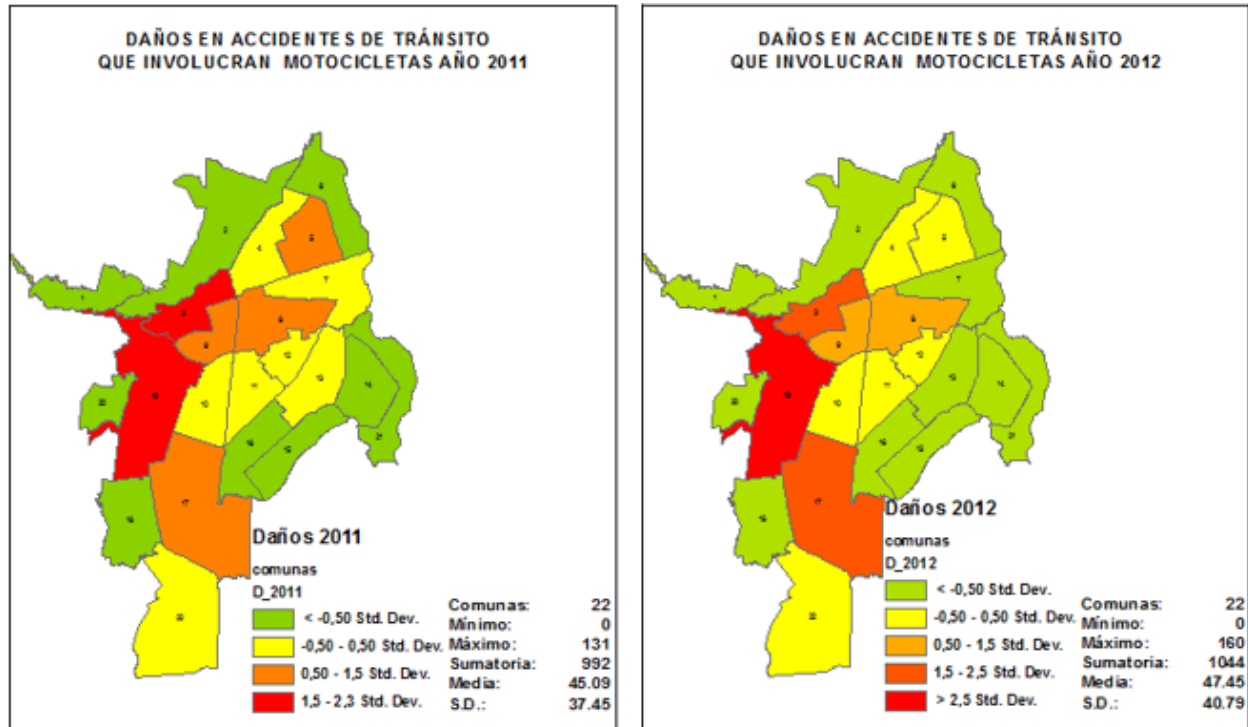 DAÑOS EN ACCIDENTES DE TRÁNSITO
QUE INVOLUCRAN MOTOCICLETAS AÑO 2011
Daños 2011
comunas
D_2011
< -0,50 Std. Dev.
-0,50 - 0,50 Std. Dev.
0,50 - 1,5 Std. Dev.
1,5 - 2,3 Std. Dev.
Comunas: 22
Mínimo: 0
Máximo: 131
Sumatoria: 992
Media: 45.09
S.D.: 37.45
DAÑOS EN ACCIDENTES DE TRÁNSITO
QUE INVOLUCRAN MOTOCICLETAS AÑO 2012
Daños 2012
comunas
D_2012
< -0,50 Std. Dev.
-0,50 - 0,50 Std. Dev.
0,50 - 1,5 Std. Dev.
1,5 - 2,5 Std. Dev.
> 2,5 Std. Dev.
Comunas: 22
Mínimo: 0
Máximo: 160
Sumatoria: 1044
Media: 47.45
S.D.: 40.79